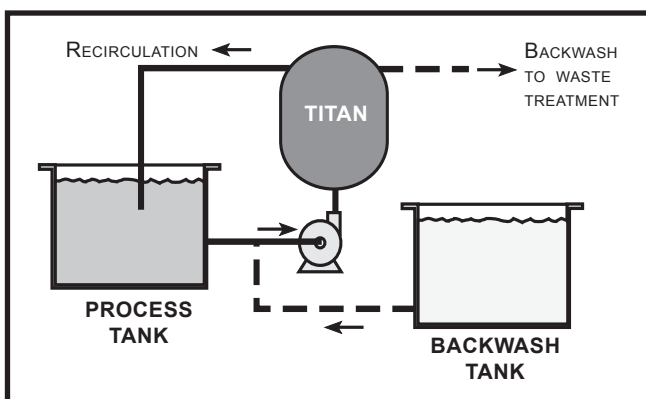 RECIRCULATION
BACKWASH
TO WASTE
TREATMENT
TITAN
PROCESS
TANK
BACKWASH
TANK